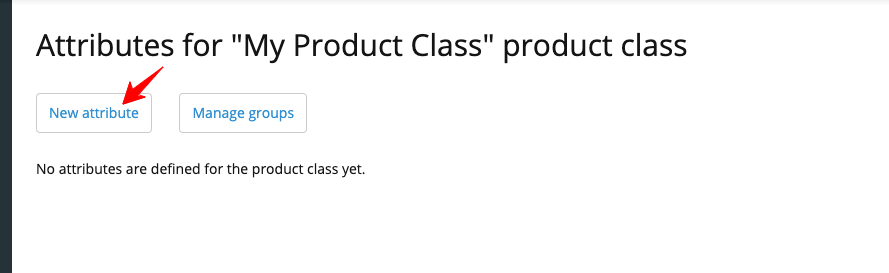 Attributes for "My Product Class" product class
New attribute
Manage groups
No attributes are defined for the product class yet.